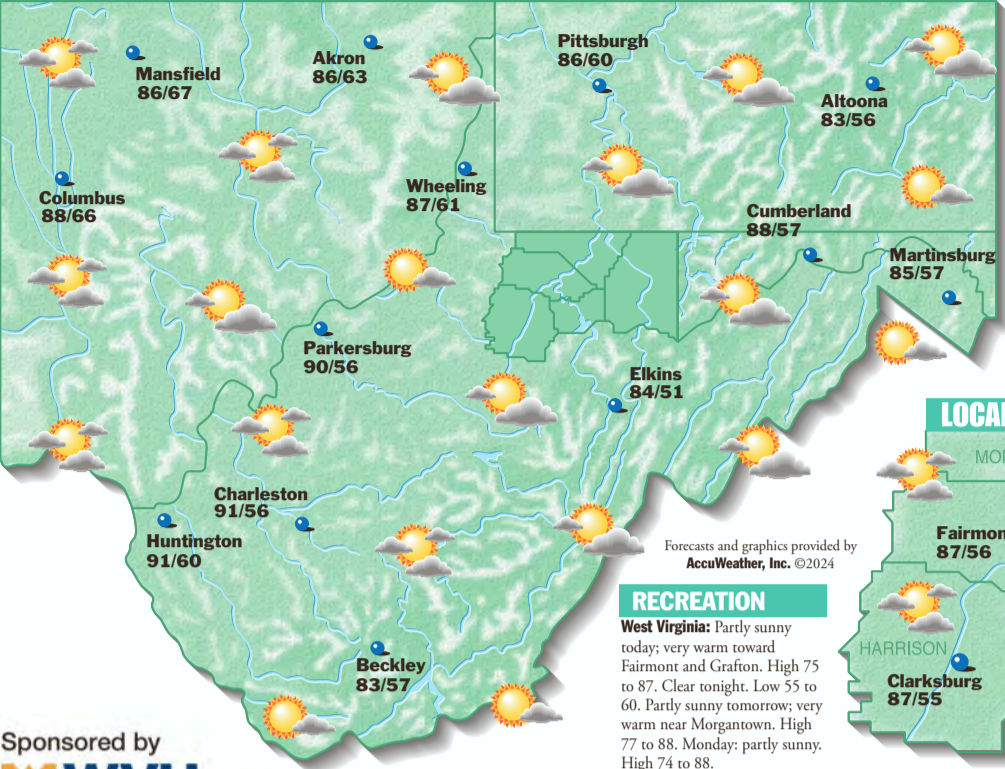 Mansfield
86/67
Akron
86/63
Pittsburgh
86/60
Altoona
83/56
Columbus
88/66
Wheeling
87/61
Cumberland
88/57
Martinsburg
85/57
Parkersburg
90/56
Elkins
84/51
Charleston
91/56
Huntington
91/60
Beckley
83/57
Forecasts and graphics provided by
AccuWeather, Inc. ©2024
RECREATION
West Virginia: Partly sunny
today; very warm toward
Fairmont and Grafton. High 75
to 87. Clear tonight. Low 55 to
60. Partly sunny tomorrow; very
warm near Morgantown. High
77 to 88. Monday: partly sunny.
High 74 to 88.
LOCA
MO
Fairmon
87/56
HARRISON
Clarksburg
87/55
Sponsored by